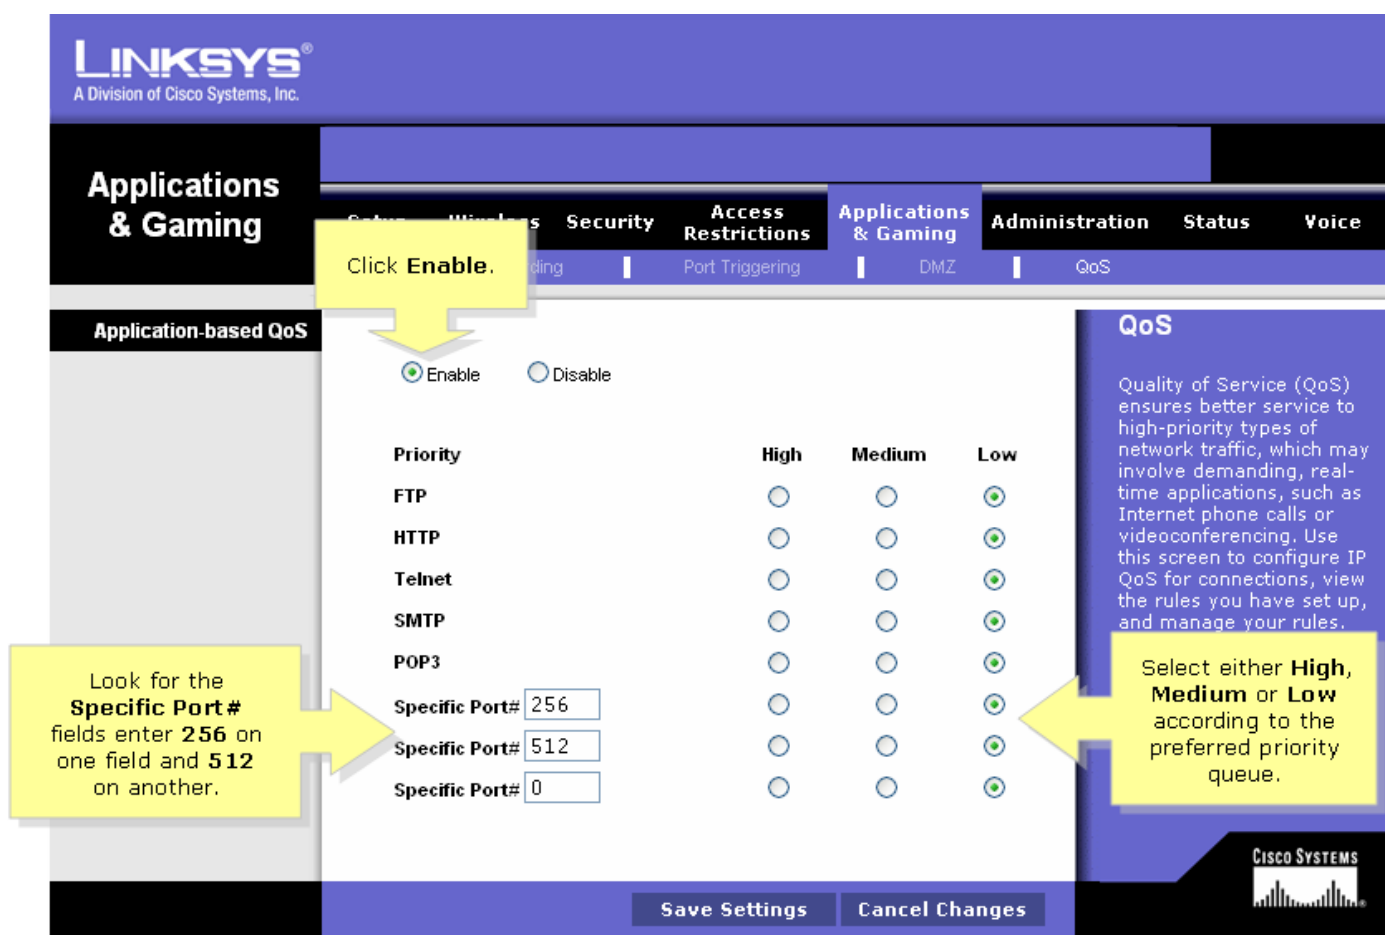 LINKSYS®
A Division of Cisco Systems, Inc.
Applications
& Gaming
Security
Access
Restrictions
Applications
& Gaming
Administration
Status
Voice
Port Triggering
DMZ
QoS
Click Enable.
Application-based QoS
Enable
Disable
Priority High Medium Low
FTP
HTTP
Telnet
SMTP
POP3
Specific Port# 256
Specific Port# 512
Specific Port# 0
Look for the
Specific Port#
fields enter 256 on
one field and 512
on another.
QoS
Quality of Service (QoS)
ensures better service to
high-priority types of
network traffic, which may
involve demanding, real-
time applications, such as
Internet phone calls or
videoconferencing. Use
this screen to configure IP
QoS for connections, view
the rules you have set up,
and manage your rules.
Select either High,
Medium or Low
according to the
preferred priority
queue.
CISCO SYSTEMS
Save Settings
Cancel Changes